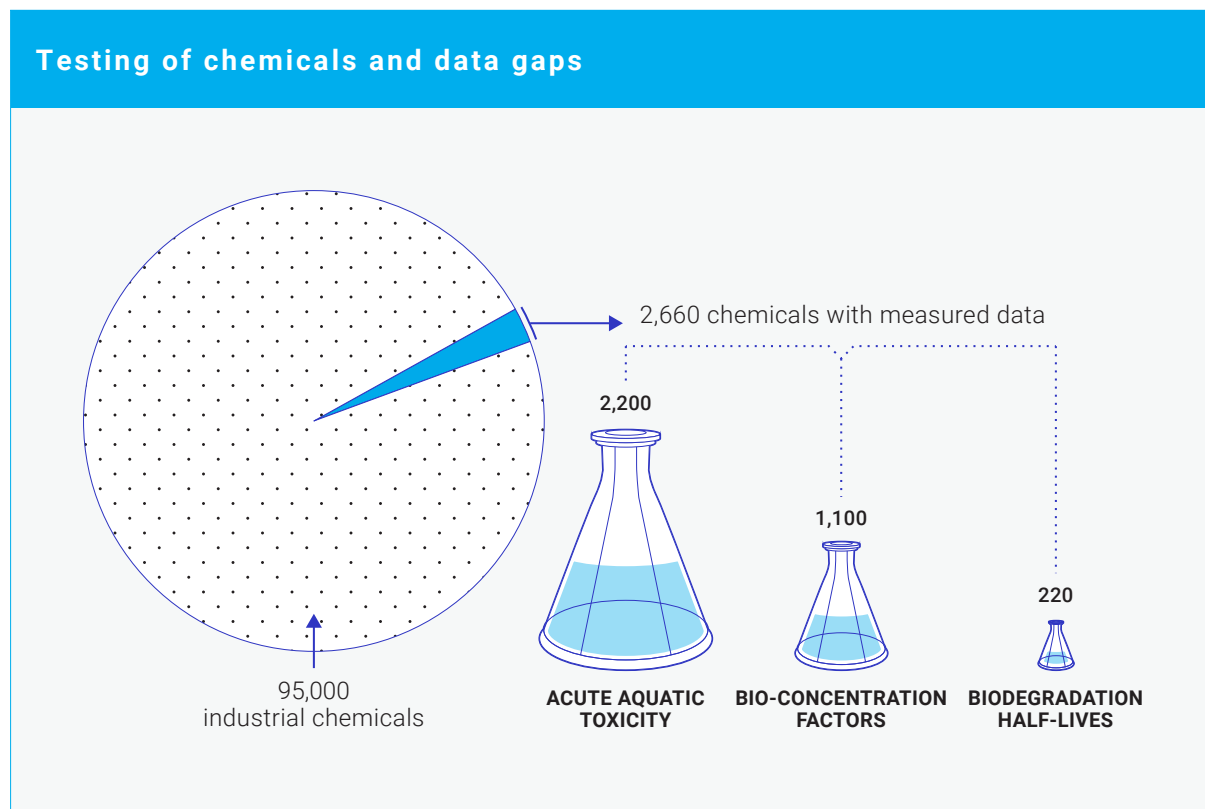 Testing of chemicals and data gaps
2,660 chemicals with measured data
2,200
1,100
220
95,000
industrial chemicals
ACUTE AQUATIC
TOXICITY
BIO-CONCENTRATION
FACTORS
BIODEGRADATION
HALF-LIVES